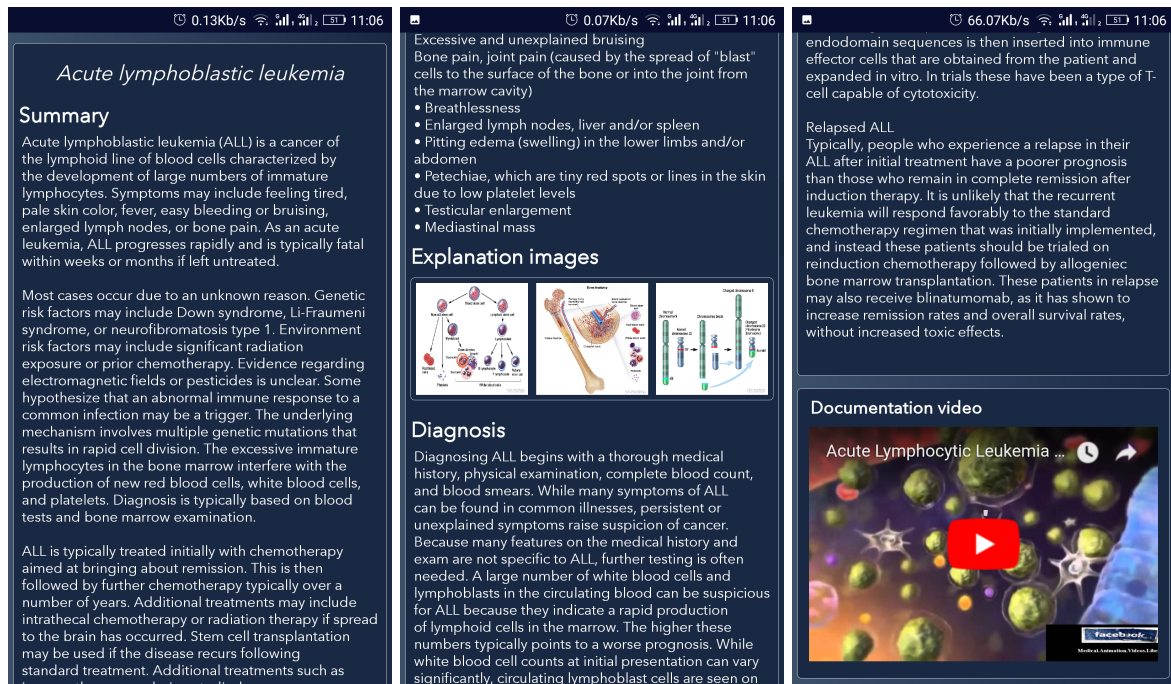 0.13Kb/s 51 11:06
Acute lymphoblastic leukemia
Summary
Acute lymphoblastic leukemia (ALL) is a cancer of
the lymphoid line of blood cells characterized by
the development of large numbers of immature
lymphocytes. Symptoms may include feeling tired,
pale skin color, fever, easy bleeding or bruising,
enlarged lymph nodes, or bone pain. As an acute
leukemia, ALL progresses rapidly and is typically fatal
within weeks or months if left untreated.
Most cases occur due to an unknown reason. Genetic
risk factors may include Down syndrome, Li-Fraumeni
syndrome, or neurofibromatosis type 1. Environment
risk factors may include significant radiation
exposure or prior chemotherapy. Evidence regarding
electromagnetic fields or pesticides is unclear. Some
hypothesize that an abnormal immune response to a
common infection may be a trigger. The underlying
mechanism involves multiple genetic mutations that
results in rapid cell division. The excessive immature
lymphocytes in the bone marrow interfere with the
production of new red blood cells, white blood cells,
and platelets. Diagnosis is typically based on blood
tests and bone marrow examination.
ALL is typically treated initially with chemotherapy
aimed at bringing about remission. This is then
followed by further chemotherapy typically over a
number of years. Additional treatments may include
intrathecal chemotherapy or radiation therapy if spread
to the brain has occurred. Stem cell transplantation
may be used if the disease recurs following
standard treatment. Additional treatments such as
0.07Kb/s 51 11:06
Excessive and unexplained bruising
Bone pain, joint pain (caused by the spread of "blast"
cells to the surface of the bone or into the joint from
the marrow cavity)
• Breathlessness
• Enlarged lymph nodes, liver and/or spleen
• Pitting edema (swelling) in the lower limbs and/or
abdomen
• Petechiae, which are tiny red spots or lines in the skin
due to low platelet levels
• Testicular enlargement
• Mediastinal mass
Explanation images
Diagnosis
Diagnosing ALL begins with a thorough medical
history, physical examination, complete blood count,
and blood smears. While many symptoms of ALL
can be found in common illnesses, persistent or
unexplained symptoms raise suspicion of cancer.
Because many features on the medical history and
exam are not specific to ALL, further testing is often
needed. A large number of white blood cells and
lymphoblasts in the circulating blood can be suspicious
for ALL because they indicate a rapid production
of lymphoid cells in the marrow. The higher these
numbers typically points to a worse prognosis. While
white blood cell counts at initial presentation can vary
significantly, circulating lymphoblast cells are seen on
66.07Kb/s 51 11:06
endodomain sequences is then inserted into immune
effector cells that are obtained from the patient and
expanded in vitro. In trials these have been a type of T-
cell capable of cytotoxicity.
Relapsed ALL
Typically, people who experience a relapse in their
ALL after initial treatment have a poorer prognosis
than those who remain in complete remission after
induction therapy. It is unlikely that the recurrent
leukemia will respond favorably to the standard
chemotherapy regimen that was initially implemented,
and instead these patients should be trialed on
reinduction chemotherapy followed by allogeniec
bone marrow transplantation. These patients in relapse
may also receive blinatumomab, as it has shown to
increase remission rates and overall survival rates,
without increased toxic effects.
Documentation video
Acute Lymphocytic Leukemia ...
facebook
Medical.Animation.Videos.Libr